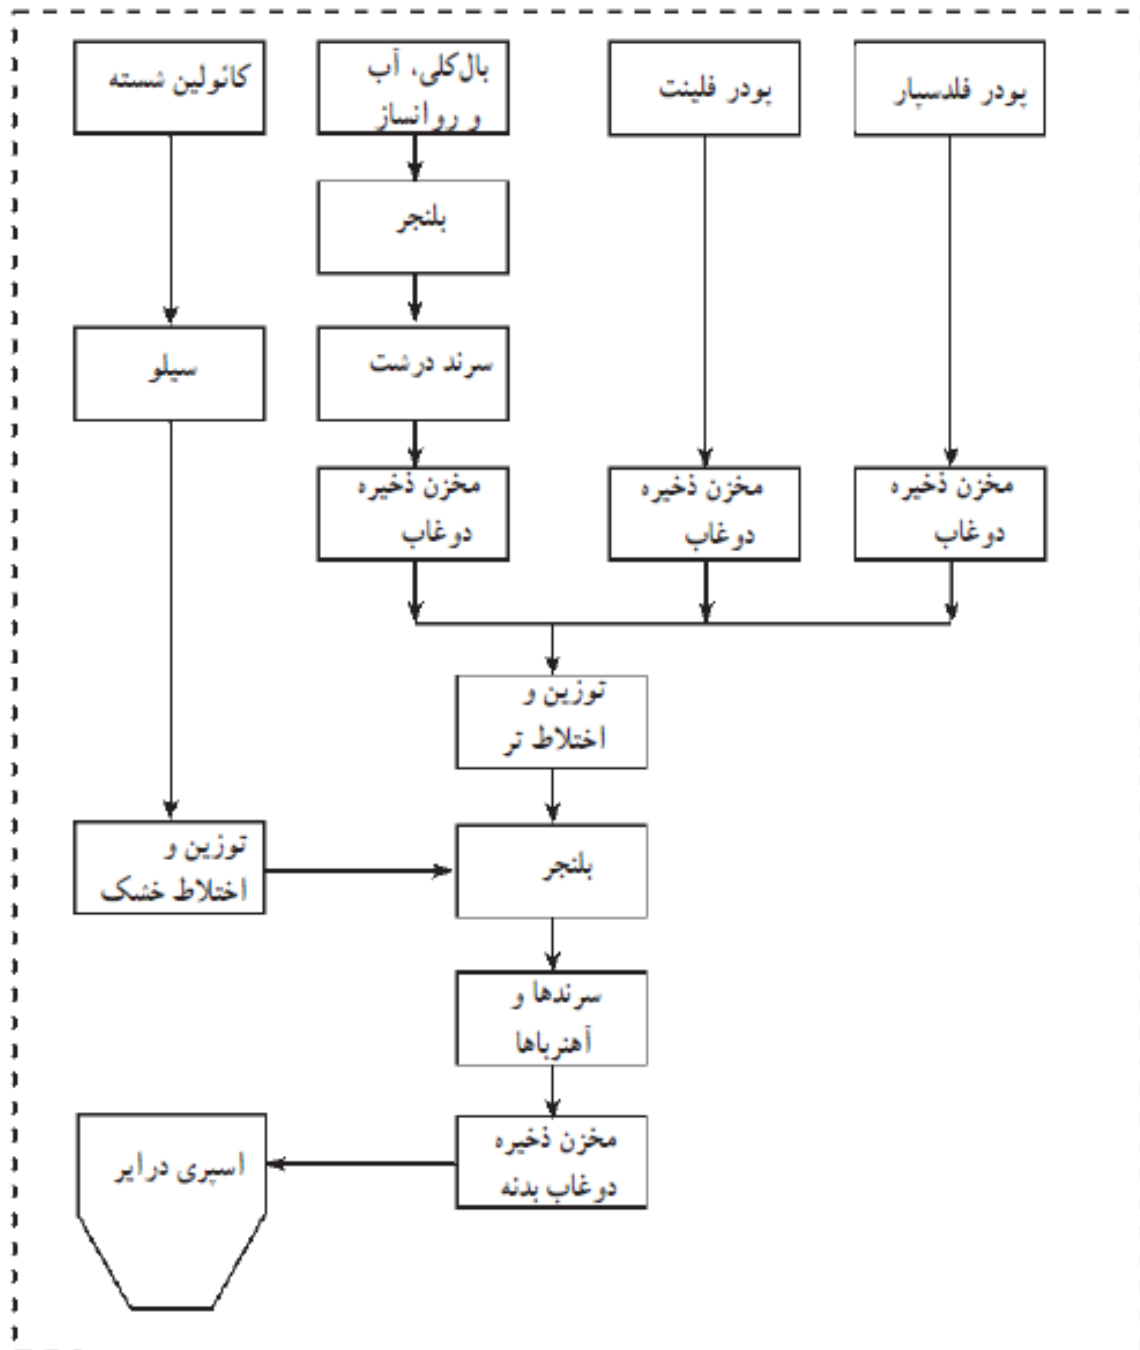 پودر فلدسپار
پودر فلینت
بال‌کلی، آب
و روانساز
کائولین شسته
بلنجر
سرند درشت
سیلو
مخزن ذخیره
دوغاب
مخزن ذخیره
دوغاب
مخزن ذخیره
دوغاب
توزین و
اختلاط تر
بلنجر
توزین و
اختلاط خشک
سرندها و
آهنرباها
مخزن ذخیره
دوغاب بدنه
اسپری درایر